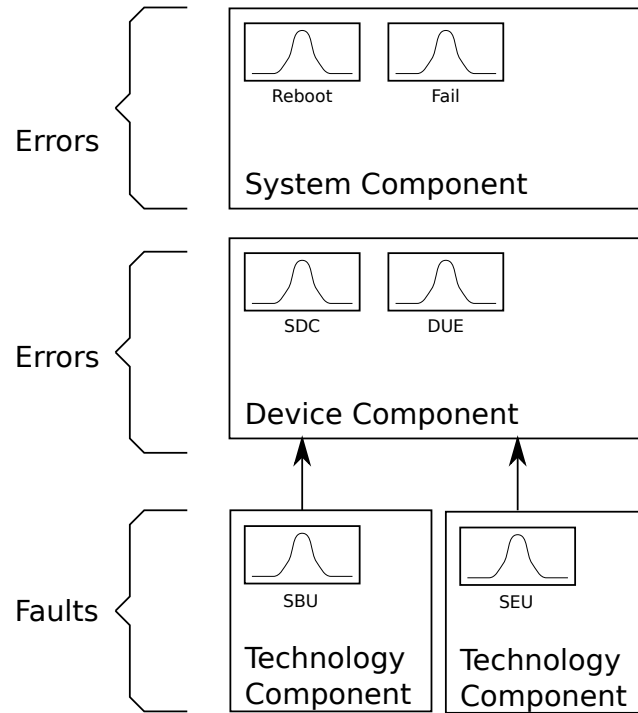 Reboot
Fail
Errors
System Component
SDC
DUE
Errors
Device Component
SBU
SEU
Faults
Technology
Component
Technology
Component